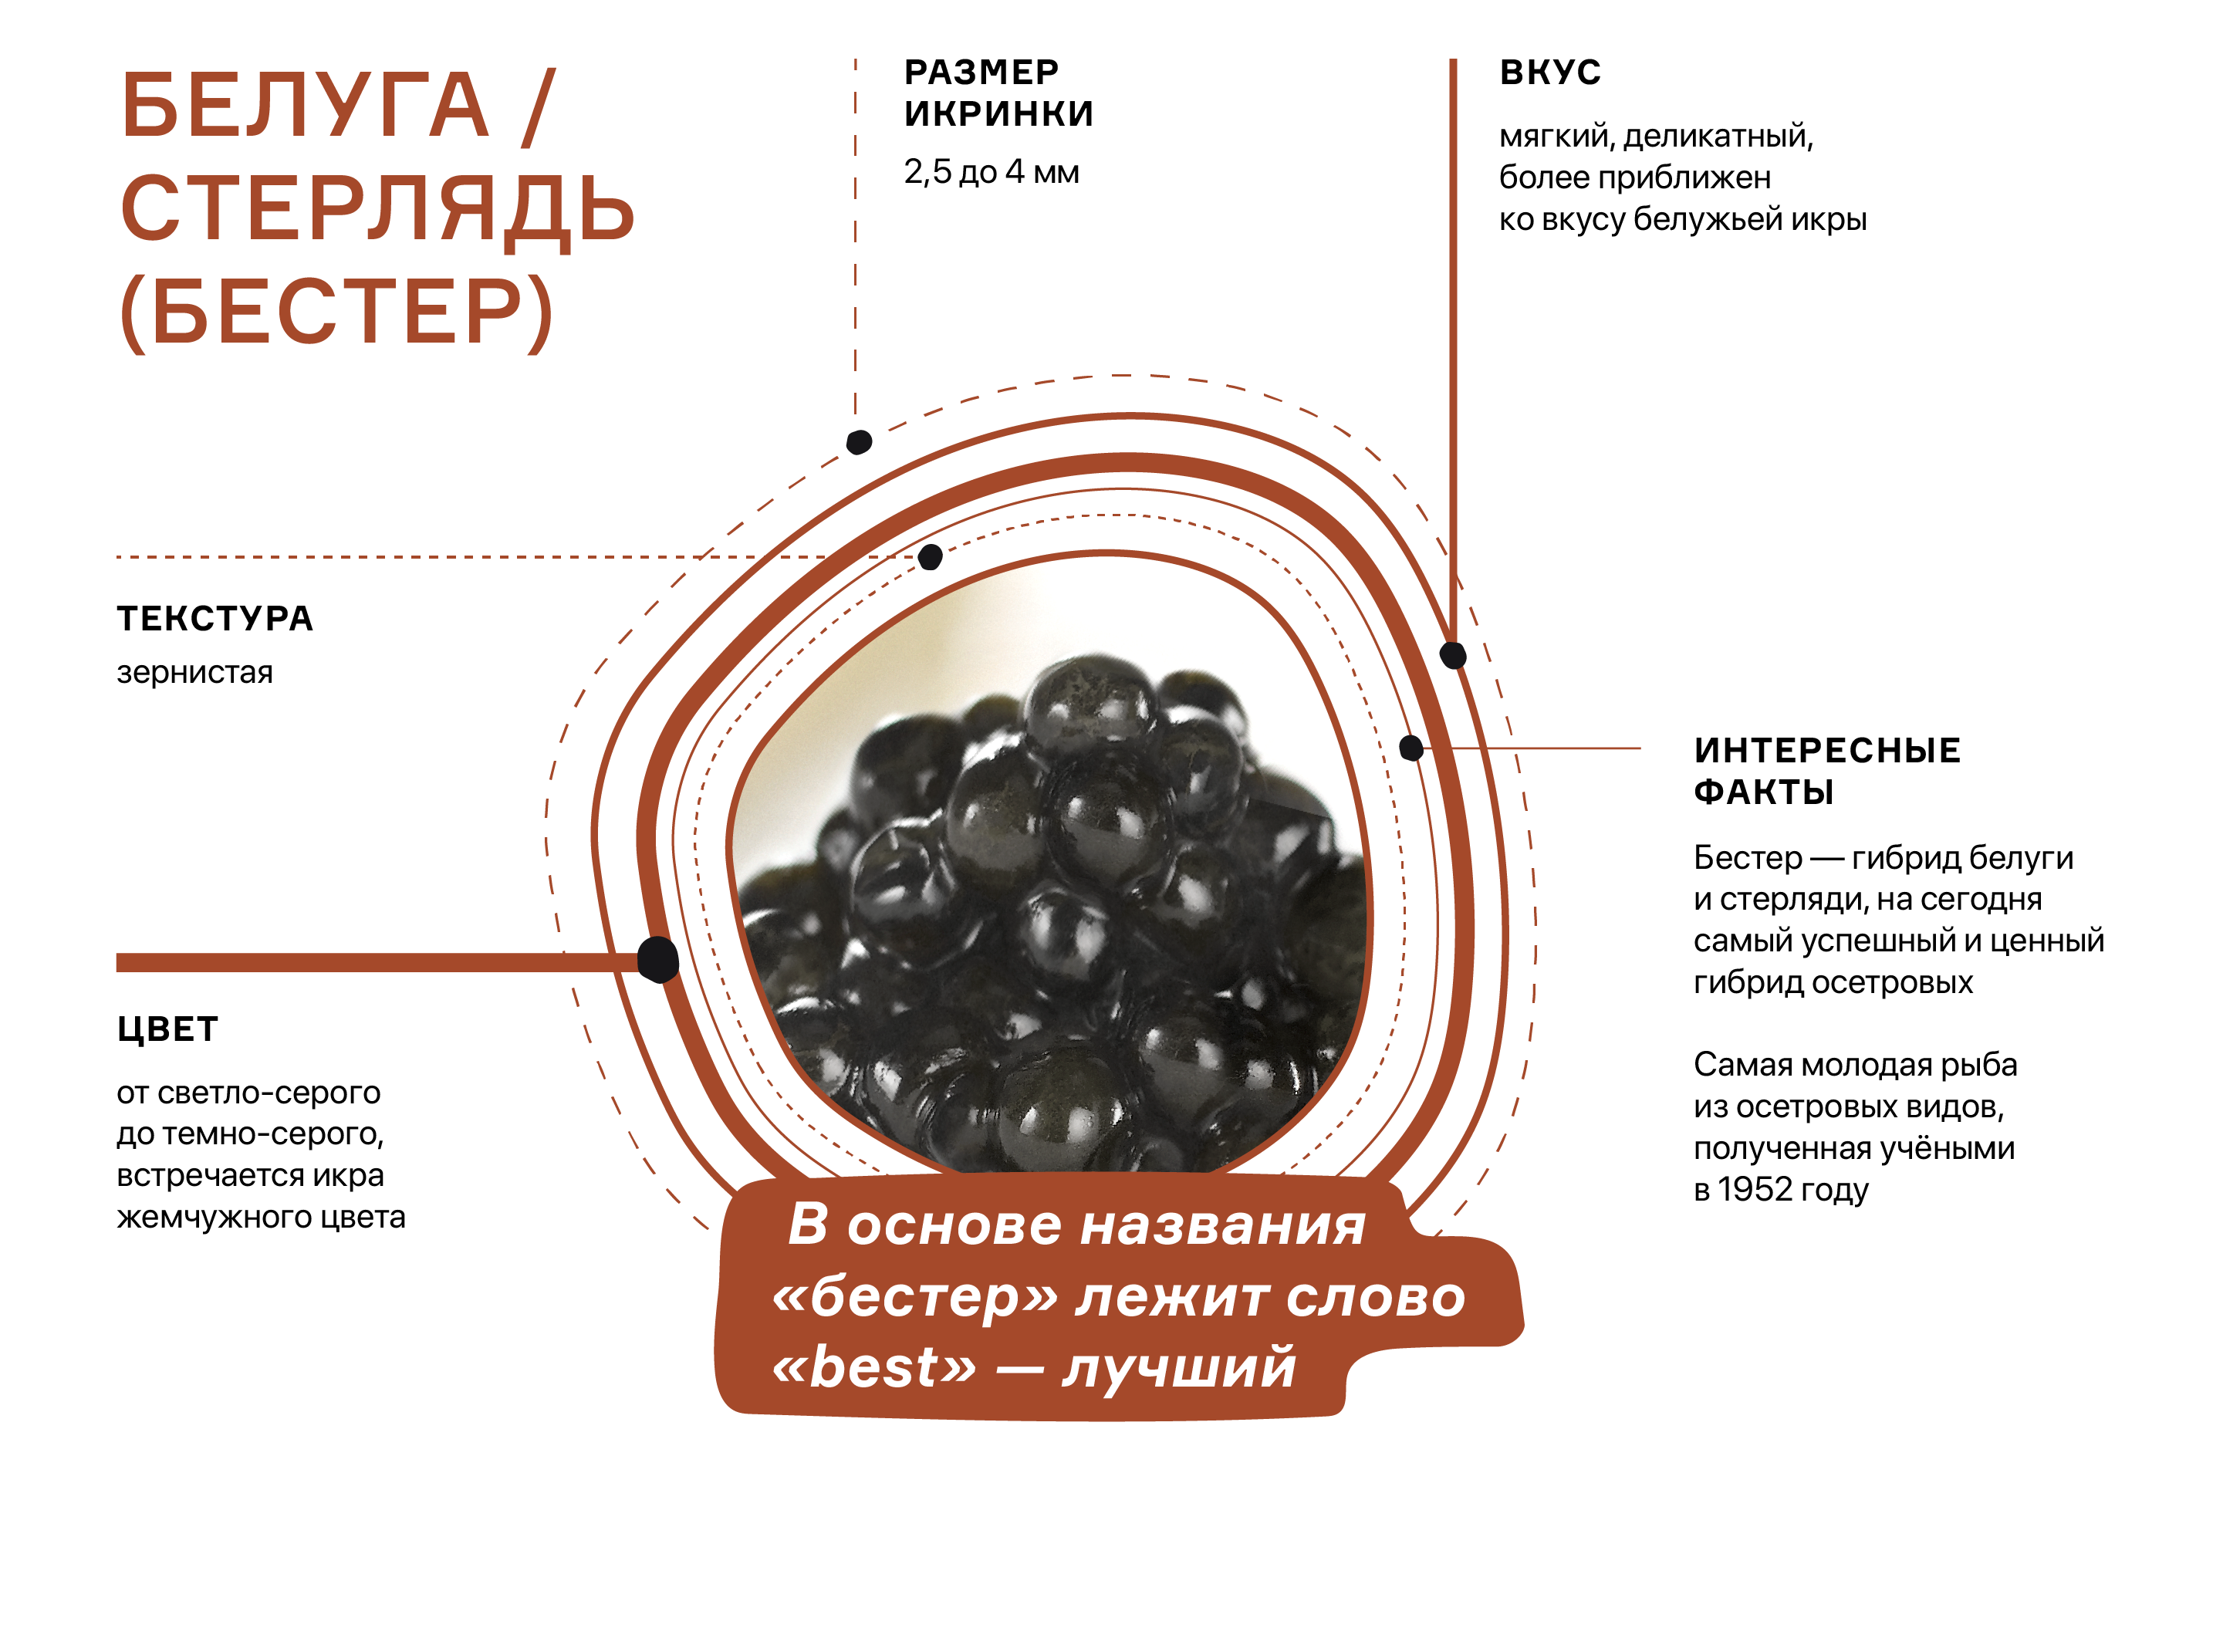 БЕЛУГА /
СТЕРЛЯДЬ
(БЕСТЕР)
РАЗМЕР
ИКРИНКИ
2,5 до 4 мм
ВКУС
мягкий, деликатный,
более приближен
ко вкусу белужьей икры
ТЕКСТУРА
зернистая
ИНТЕРЕСНЫЕ
ФАКТЫ
Бестер — гибрид белуги
и стерляди, на сегодня
самый успешный и ценный
гибрид осетровых
Самая молодая рыба
из осетровых видов,
полученная учёными
в 1952 году
ЦВЕТ
от светло-серого
до темно-серого,
встречается икра
жемчужного цвета
В основе названия
«бестер» лежит слово
«best» — лучший